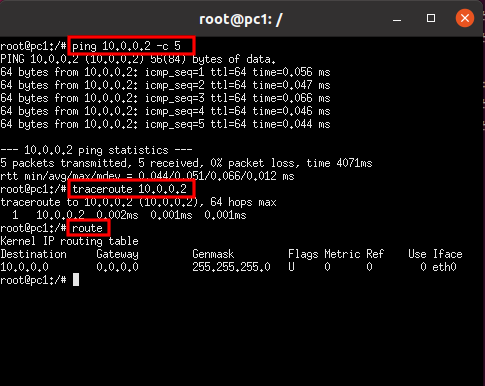 root@pc1: /
root@pc1:/# ping 10.0.0.2 -c 5
PING 10.0.0.2 (10.0.0.2) 56(84) bytes of data.
64 bytes from 10.0.0.2: icmp_seq=1 ttl=64 time=0.056 ms
64 bytes from 10.0.0.2: icmp_seq=2 ttl=64 time=0.047 ms
64 bytes from 10.0.0.2: icmp_seq=3 ttl=64 time=0.066 ms
64 bytes from 10.0.0.2: icmp_seq=4 ttl=64 time=0.046 ms
64 bytes from 10.0.0.2: icmp_seq=5 ttl=64 time=0.044 ms
--- 10.0.0.2 ping statistics ---
5 packets transmitted, 5 received, 0% packet loss, time 4071ms
rtt min/avg/max/mdev = 0.044/0.051/0.066/0.012 ms
root@pc1:/# traceroute 10.0.0.2
traceroute to 10.0.0.2 (10.0.0.2), 64 hops max
1 10.0.0.2 0.002ms 0.001ms 0.001ms
root@pc1:/# route
Kernel IP routing table
Destination Gateway Genmask Flags Metric Ref Use Iface
10.0.0.0 0.0.0.0 255.255.255.0 U 0 0 0 eth0
root@pc1:/#